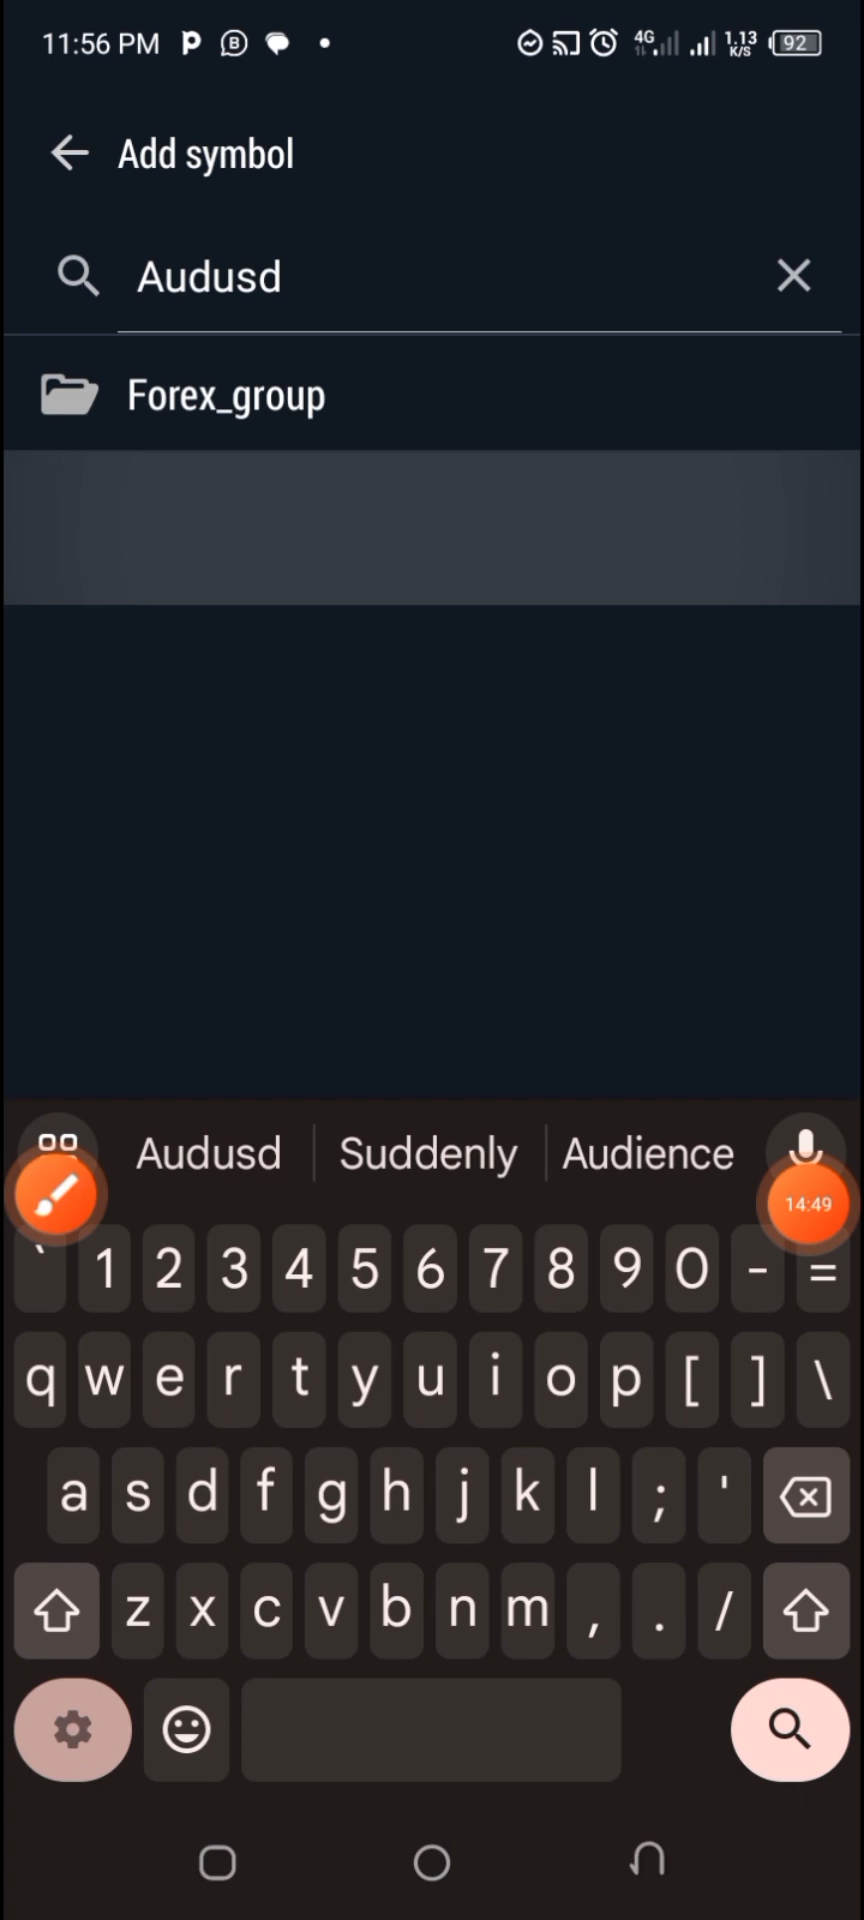 11:56 PM 4G 1.13 K/S 92
Add symbol
Audusd
Forex_group
Audusd Suddenly Audience
14:49
` 1 2 3 4 5 6 7 8 9 0 - =
q w e r t y u i o p [ ] \
a s d f g h j k l ; '
z x c v b n m , . /